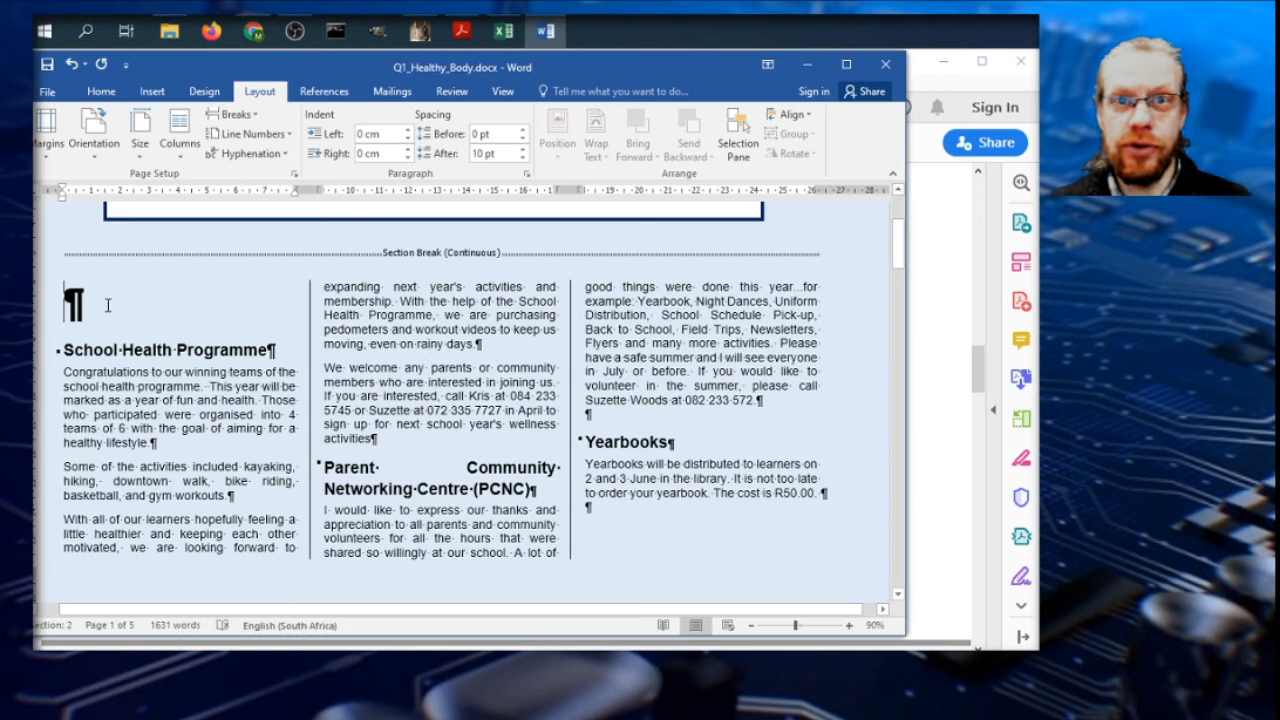 Q1_Healthy_Body.docx - Word
Sign In
File Home Insert Design Layout References Mailings Review View Tell me what you want to do... Sign in Share
Share
Margins Orientation Size Columns
Breaks
Line Numbers
Hyphenation
Page Setup
Indent
Left: 0 cm
Right: 0 cm
Spacing
Before: 0 pt
After: 10 pt
Paragraph
Position Wrap Text Bring Forward Send Backward Selection Pane
Align
Group
Rotate
Arrange
Section Break (Continuous)
¶
School·Health·Programme¶
Congratulations to our winning teams of the
school health programme. This year will be
marked as a year of fun and health. Those
who participated were organised into 4
teams of 6 with the goal of aiming for a
healthy lifestyle.¶
Some of the activities included kayaking,
hiking, downtown walk, bike riding,
basketball, and gym workouts.¶
With all of our learners hopefully feeling a
little healthier and keeping each other
motivated, we are looking forward to
expanding next year's activities and
membership. With the help of the School
Health Programme, we are purchasing
pedometers and workout videos to keep us
moving, even on rainy days.¶
We welcome any parents or community
members who are interested in joining us.
If you are interested, call Kris at 084 233
5745 or Suzette at 072 335 7727 in April to
sign up for next school year's wellness
activities¶
Parent· Community·
Networking·Centre·(PCNC)¶
I would like to express our thanks and
appreciation to all parents and community
volunteers for all the hours that were
shared so willingly at our school. A lot of
good things were done this year...for
example: Yearbook, Night Dances, Uniform
Distribution, School Schedule Pick-up,
Back to School, Field Trips, Newsletters,
Flyers and many more activities. Please
have a safe summer and I will see everyone
in July or before. If you would like to
volunteer in the summer, please call
Suzette Woods at 082 233 572.¶
¶
Yearbooks¶
Yearbooks will be distributed to learners on
2 and 3 June in the library. It is not too late
to order your yearbook. The cost is R50.00. ¶
¶
ection: 2 Page 1 of 5 1631 words English (South Africa) 90%